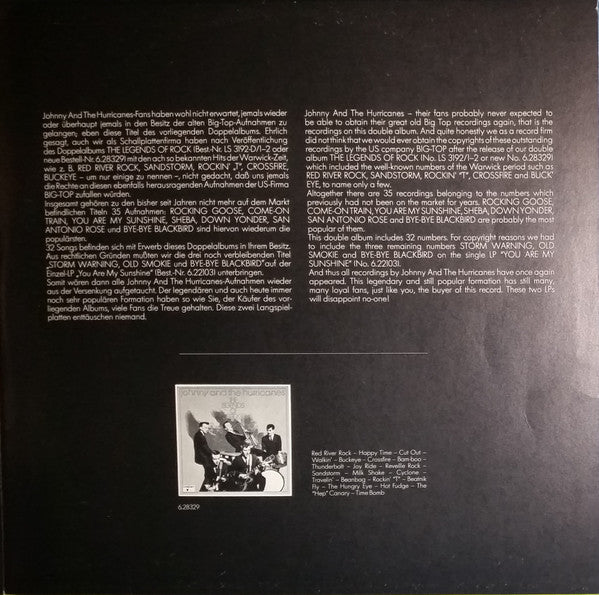 Johnny And The Hurricanes-Fans haben wohl nicht erwartet, jemals wieder
oder überhaupt jemals in den Besitz der alten Big-Top-Aufnahmen zu
gelangen; eben diese Titel des vorliegenden Doppelalbums. Ehrlich
gesagt, auch wir als Schallplattenfirma haben nach Veröffentlichung
des Doppelalbums THE LEGENDS OF ROCK (Best-Nr. LS 3192-D/1–2 oder
neue Bestell-Nr. 6.28329) mit den ach so bekannten Hits der Warwick-Zeit,
wie z. B. RED RIVER ROCK, SANDSTORM, ROCKIN' „T", CROSSFIRE,
BUCKEYE – um nur einige zu nennen –, nicht gedacht, daß uns jemals
die Rechte an diesen ebenfalls herausragenden Aufnahmen der US-Firma
BIG-TOP zufallen würden.
Insgesamt gehören zu den bisher seit Jahren nicht mehr auf dem Markt
befindlichen Titeln 35 Aufnahmen: ROCKING GOOSE, COME-ON
TRAIN, YOU ARE MY SUNSHINE, SHEBA, DOWN YONDER, SAN
ANTONIO ROSE und BYE-BYE BLACKBIRD sind hiervon wiederum die
populärsten.
32 Songs befinden sich mit Erwerb dieses Doppelalbums in Ihrem Besitz.
Aus rechtlichen Gründen mußten wir die drei noch verbleibenden Titel
„STORM WARNING, OLD SMOKIE und BYE-BYE BLACKBIRD" auf der
Einzel-LP „You Are My Sunshine" (Best.-Nr. 6.22103) unterbringen.
Somit wären dann alle Johnny And The Hurricanes-Aufnahmen wieder
aus der Versenkung aufgetaucht. Der legendären und auch heute immer
noch sehr populären Formation haben so wie Sie, der Käufer des vor-
liegenden Albums, viele Fans die Treue gehalten. Diese zwei Langspiel-
platten enttäuschen niemand.
Johnny And The Hurricanes – their fans probably never expected to
be able to obtain their great old Big Top recordings again, that is the
recordings on this double album. And quite honestly we as a record firm
did not think that we would ever obtain the copyrights of these outstanding
recordings by the US company BIG-TOP after the release of our double
album THE LEGENDS OF ROCK (No. LS 3192/1–2 or new No. 6.28329)
which included the well-known numbers of the Warwick period such as
RED RIVER ROCK, SANDSTORM, ROCKIN' "T", CROSSFIRE and BUCK'
EYE, to name only a few.
Altogether there are 35 recordings belonging to the numbers which
previously had not been on the market for years. ROCKING GOOSE,
COME-ON TRAIN, YOU ARE MY SUNSHINE, SHEBA, DOWN YONDER,
SAN ANTONIO ROSE and BYE-BYE BLACKBIRD are probably the most
popular of them.
This double album includes 32 numbers. For copyright reasons we had
to include the three remaining numbers STORM WARNING, OLD
SMOKIE and BYE-BYE BLACKBIRD on the single LP "YOU ARE MY
SUNSHINE" (No. 6.22103).
And thus all recordings by Johnny And The Hurricanes have once again
appeared. This legendary and still popular formation has still many,
many loyal fans, just like you, the buyer of this record. These two LPs
will disappoint no-one!
johnny and the hurricanes
THE
LEGENDS
OF
6.28329
Red River Rock – Happy Time – Cut Out –
Walkin' – Buckeye – Crossfire – Bam-boo –
Thunderbolt – Joy Ride – Reveille Rock –
Sandstorm – Milk Shake – Cyclone –
Travelin' – Beanbag – Rockin' "T" – Beatnik
Fly – The Hungry Eye – Hot Fudge – The
"Hep" Canary – Time Bomb